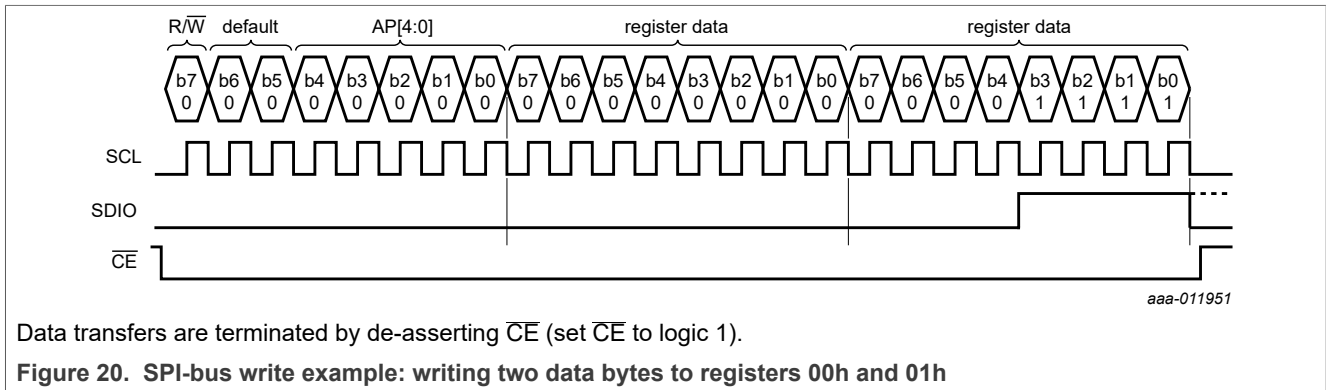 R/W̅ default AP[4:0] register data register data
b7 b6 b5 b4 b3 b2 b1 b0 b7 b6 b5 b4 b3 b2 b1 b0 b7 b6 b5 b4 b3 b2 b1 b0
0 0 0 0 0 0 0 0 0 0 0 0 0 0 0 0 0 0 0 0 1 1 1 1
SCL
SDIO
C̅E̅
aaa-011951
Data transfers are terminated by de-asserting C̅E̅ (set C̅E̅ to logic 1).
Figure 20. SPI-bus write example: writing two data bytes to registers 00h and 01h